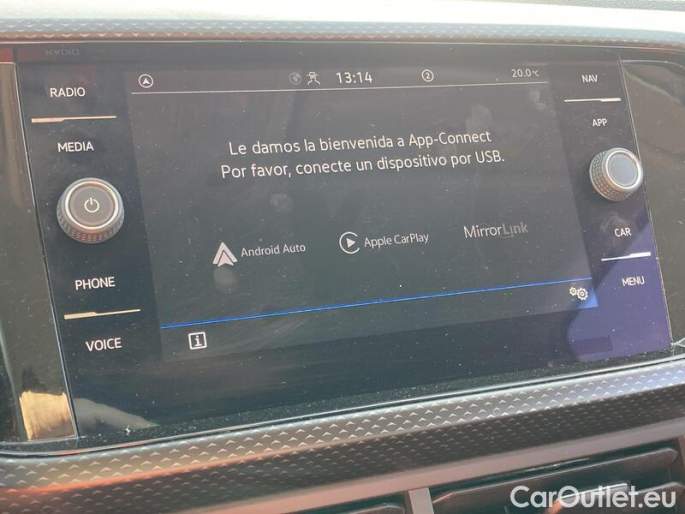 RADIO
MEDIA
PHONE
VOICE
13:14
2
20.0°C
Le damos la bienvenida a App-Connect
Por favor, conecte un dispositivo por USB.
Android Auto
Apple CarPlay
MirrorLink
i
NAV
APP
CAR
MENU
CarOutlet.eu